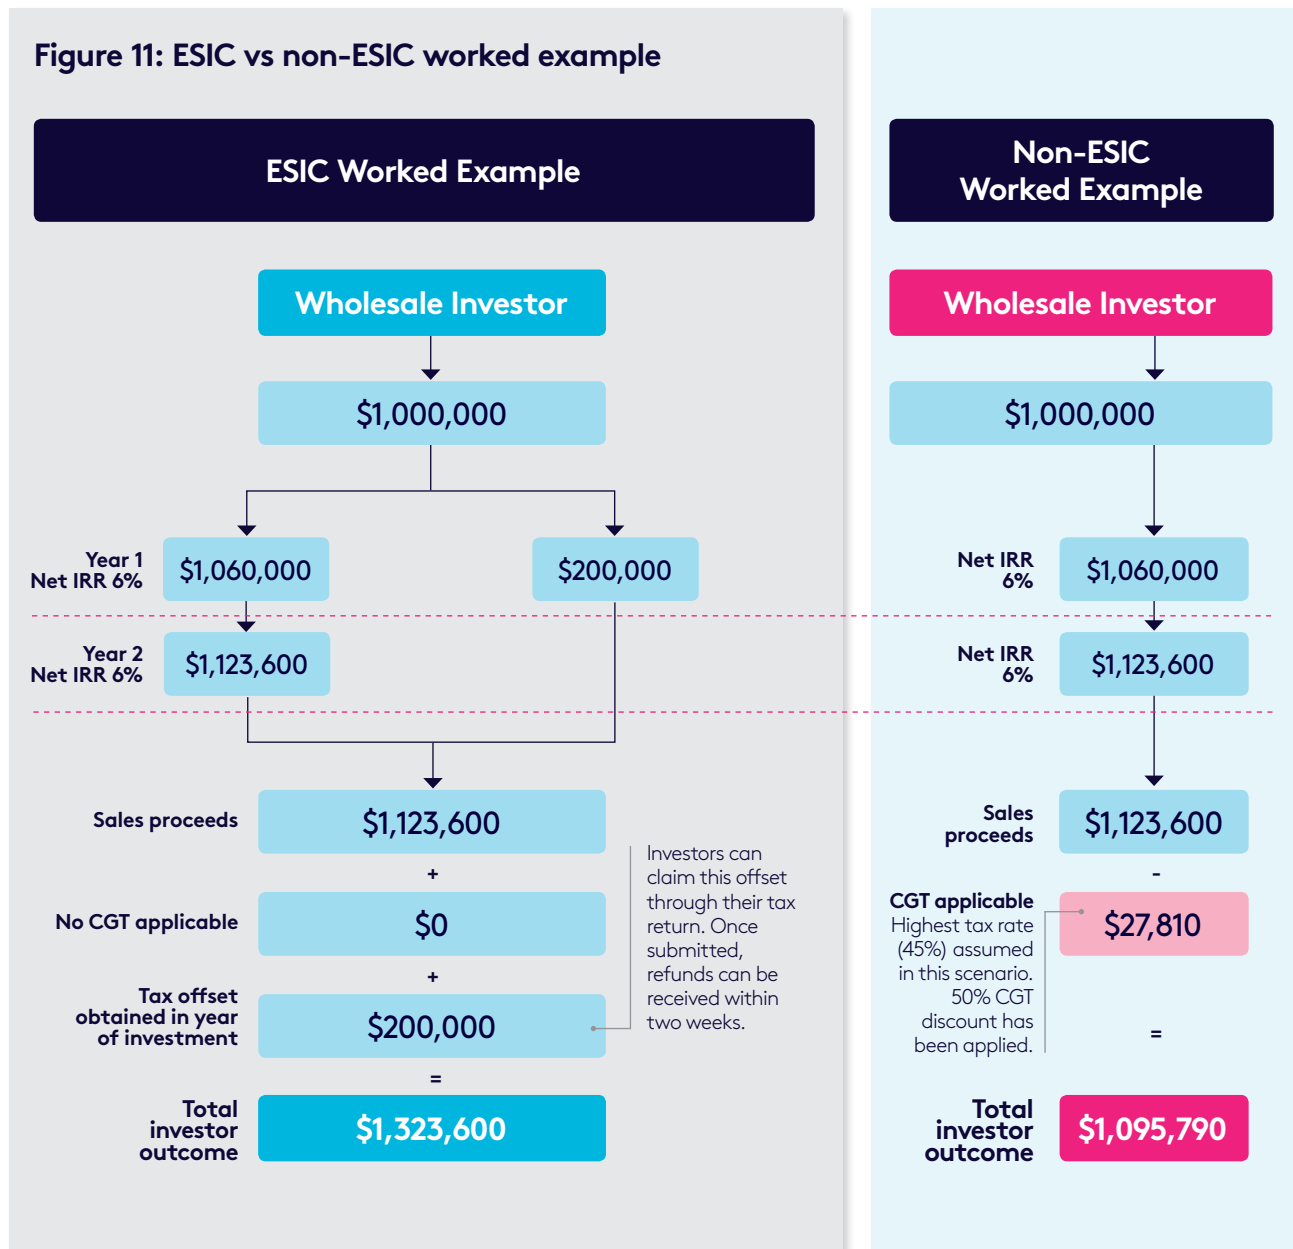 Figure 11: ESIC vs non-ESIC worked example
ESIC Worked Example
Wholesale Investor
$1,000,000
Year 1
Net IRR 6%
$1,060,000
$200,000
Year 2
Net IRR 6%
$1,123,600
Sales proceeds
$1,123,600
+
No CGT applicable
$0
+
Tax offset
obtained in year
of investment
$200,000
Investors can
claim this offset
through their tax
return. Once
submitted,
refunds can be
received within
two weeks.
=
Total
investor
outcome
$1,323,600
Non-ESIC
Worked Example
Wholesale Investor
$1,000,000
Net IRR
6%
$1,060,000
Net IRR
6%
$1,123,600
Sales
proceeds
$1,123,600
-
CGT applicable
Highest tax rate
(45%) assumed
in this scenario.
50% CGT
discount has
been applied.
$27,810
=
Total
investor
outcome
$1,095,790